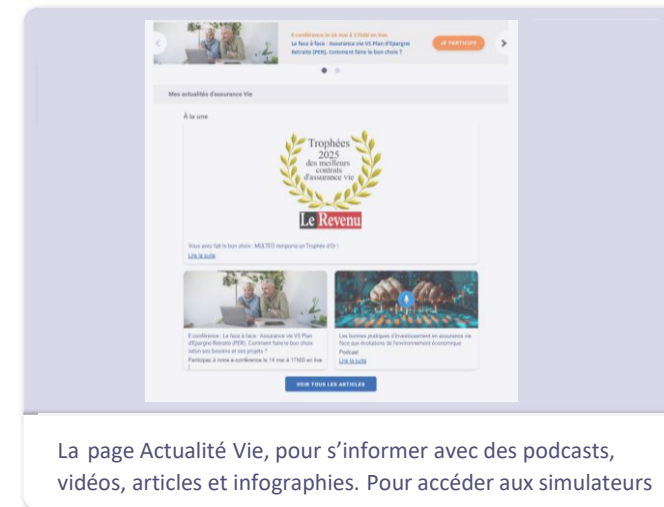 E conférence le 14 mai à 17h00 en live.
Le face à face : Assurance vie VS Plan d'Epargne
Retraite (PER). Comment faire le bon choix ?
JE PARTICIPE
Mes actualités d'assurance Vie
À la une
Trophées
2025
des meilleurs
contrats
d'assurance vie
Le Revenu
Vous avez fait le bon choix : MULTEO remporte un Trophée d'Or !
Lire la suite
E conférence : Le face à face : Assurance vie VS Plan
d'Epargne Retraite (PER). Comment faire le bon choix
selon ses besoins et ses projets ?
Participez à notre e-conférence le 14 mai à 17h00 en live
!
Les bonnes pratiques d'investissement en assurance vie
face aux évolutions de l'environnement économique
Podcast
Lire la suite
VOIR TOUS LES ARTICLES
La page Actualité Vie, pour s’informer avec des podcasts,
vidéos, articles et infographies. Pour accéder aux simulateurs